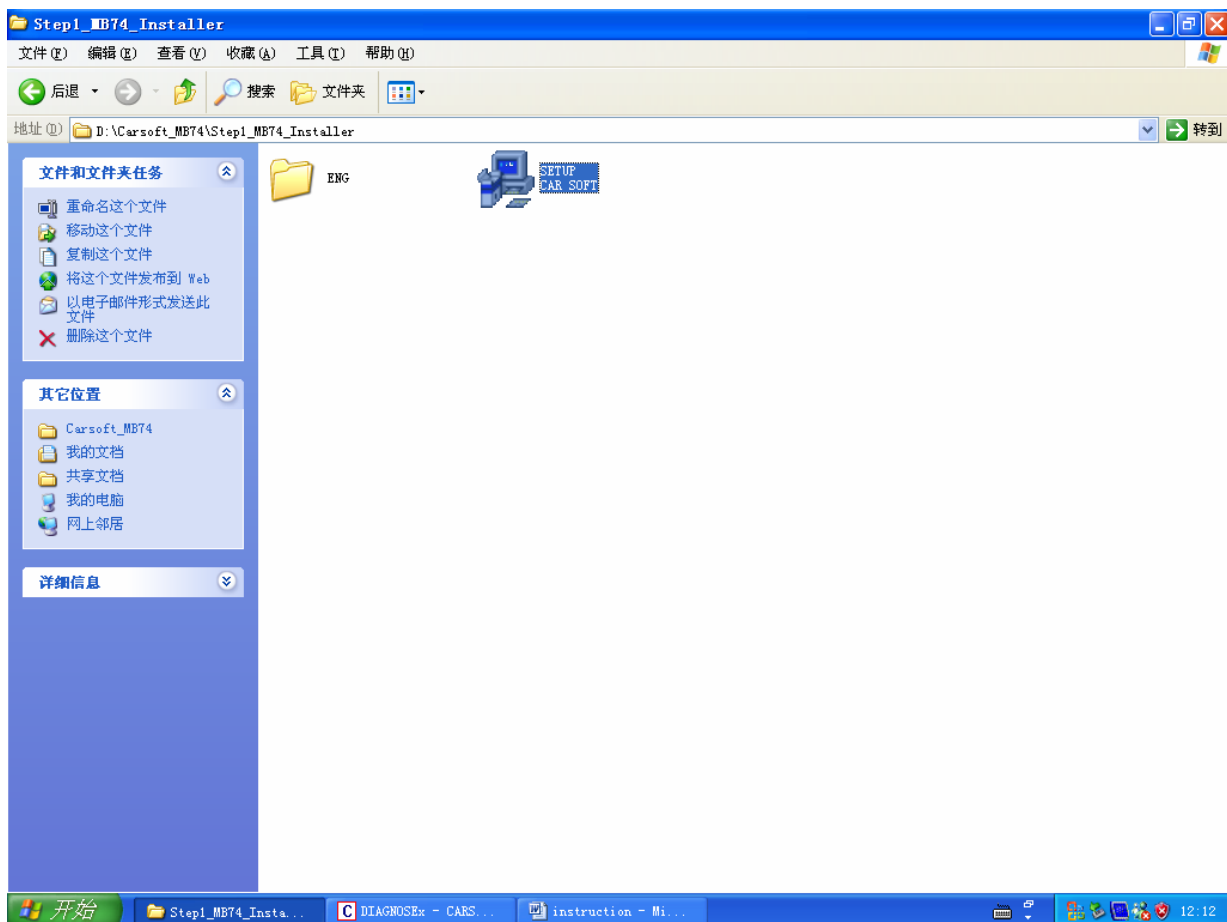 Step1_MB74_Installer
文件(F) 编辑(E) 查看(V) 收藏(A) 工具(T) 帮助(H)
后退 搜索 文件夹
地址(D) D:\Carsoft_MB74\Step1_MB74_Installer 转到
文件和文件夹任务
重命名这个文件
移动这个文件
复制这个文件
将这个文件发布到 Web
以电子邮件形式发送此
文件
删除这个文件
其它位置
Carsoft_MB74
我的文档
共享文档
我的电脑
网上邻居
详细信息
ENG
SETUP
CAR SOFT
开始 Step1_MB74_Insta... C DIAGNOSEx - CARS... instruction - Mi... 12:12